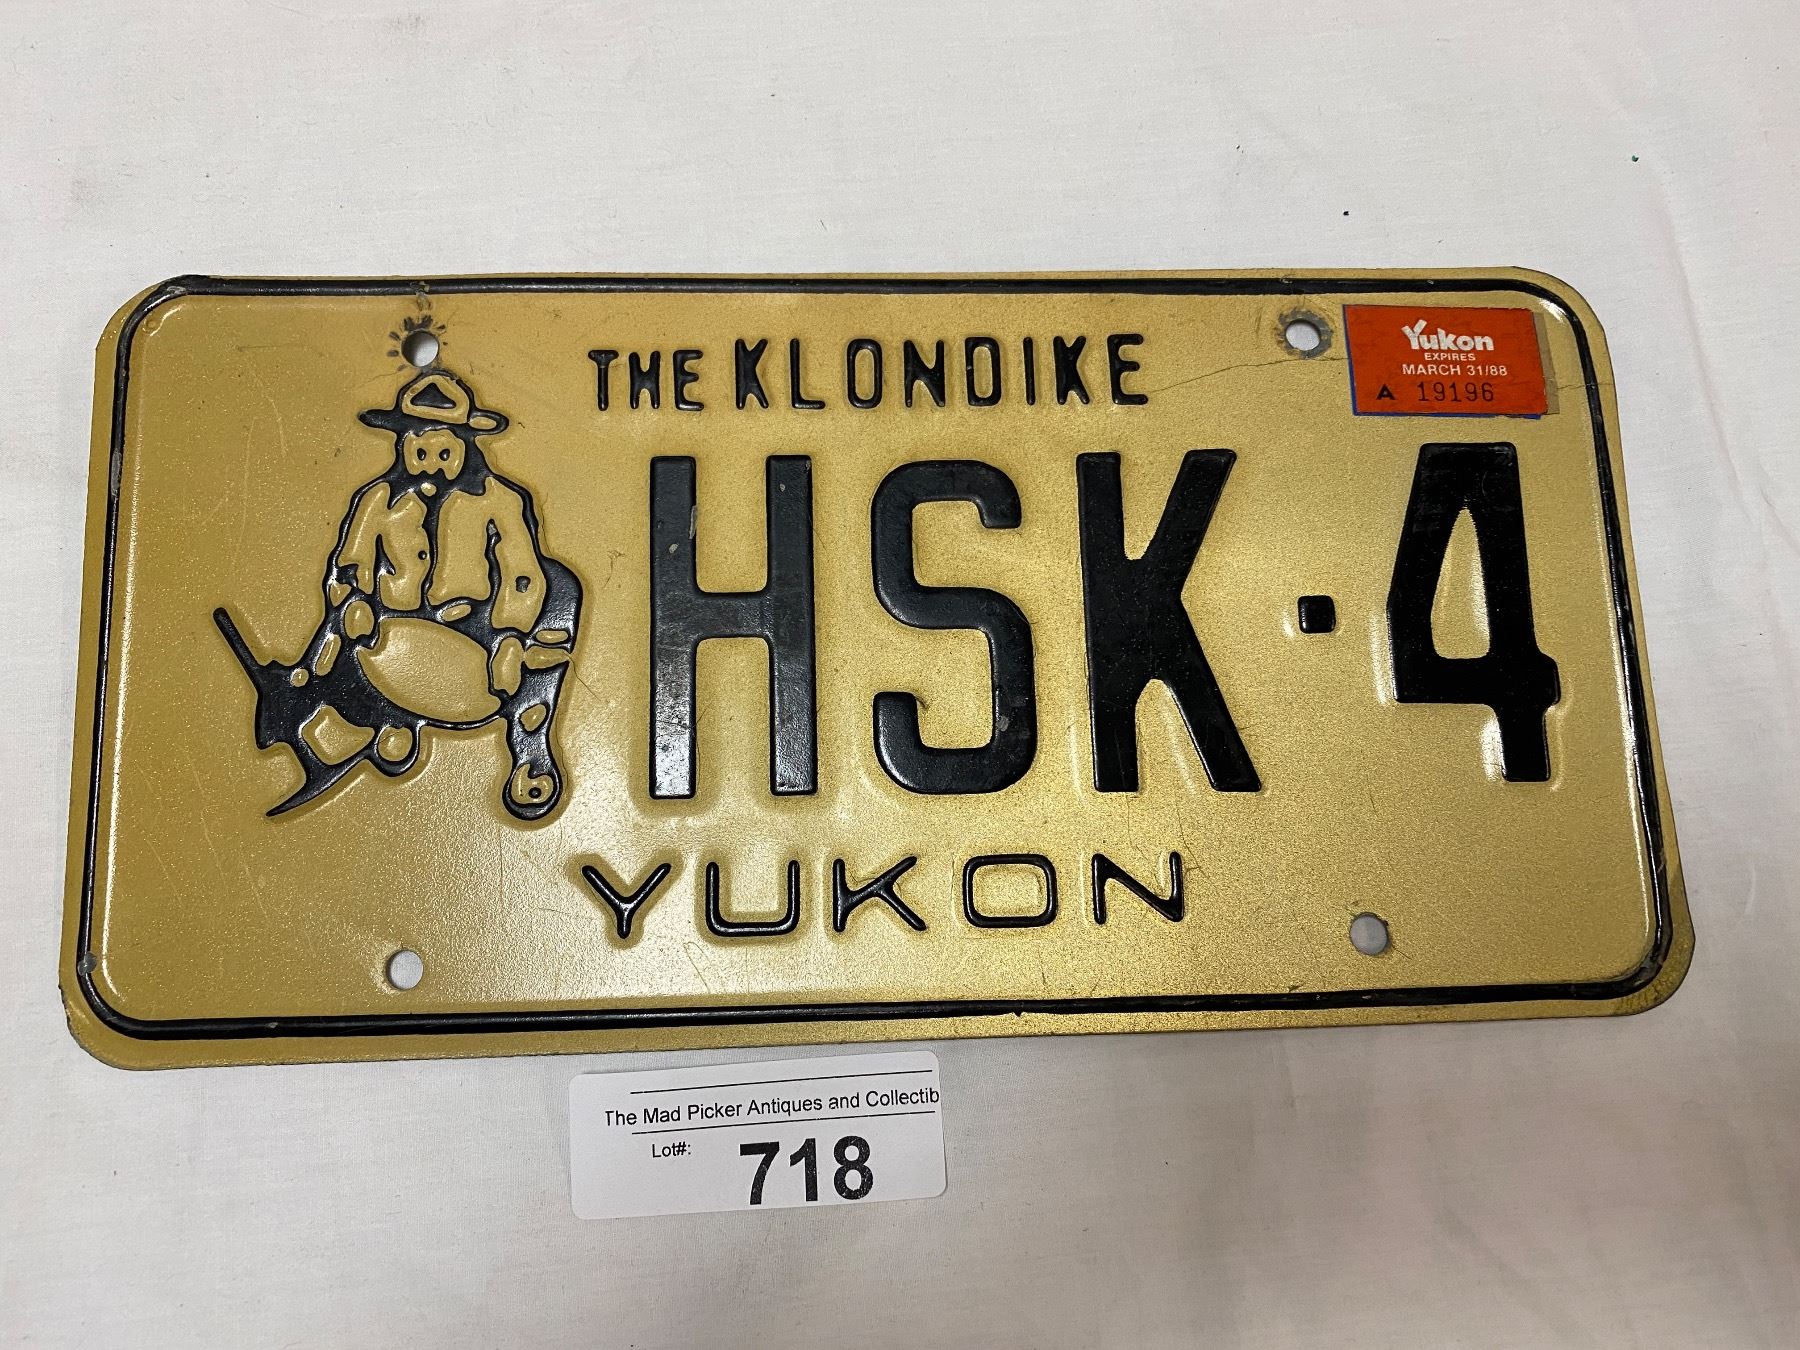 THE KLONDIKE
Yukon
EXPIRES
MARCH 31/88
A 19196
HSK·4
YUKON
The Mad Picker Antiques and Collectib
Lot#:
718